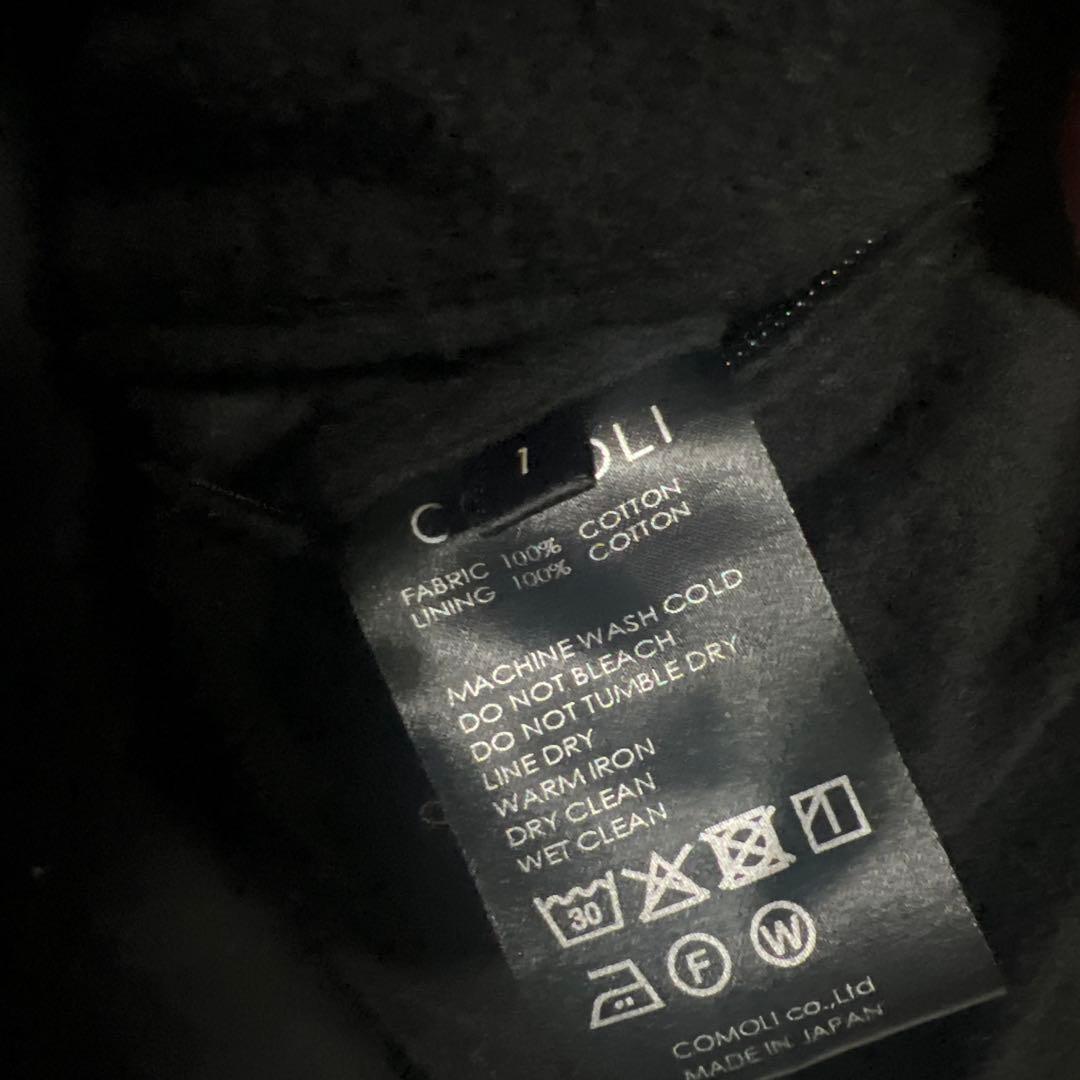 1
C OLI
FABRIC 100% COTTON
LINING 100% COTTON
MACHINE WASH COLD
DO NOT BLEACH
DO NOT TUMBLE DRY
LINE DRY
WARM IRON
DRY CLEAN
WET CLEAN
30
F W
COMOLI co.,Ltd
MADE IN JAPAN